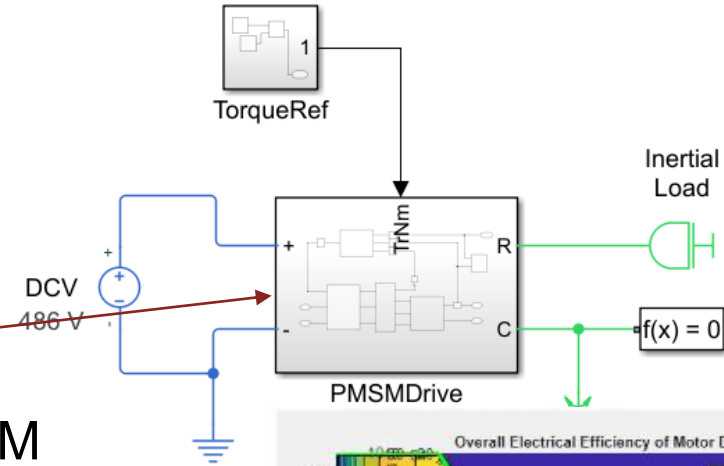 1
TorqueRef
Inertial
Load
TrNm
+
R
+
+
DCV
-
486 V
-
-
C
f(x) = 0
PMSMDrive
M
Overall Electrical Efficiency of Motor D